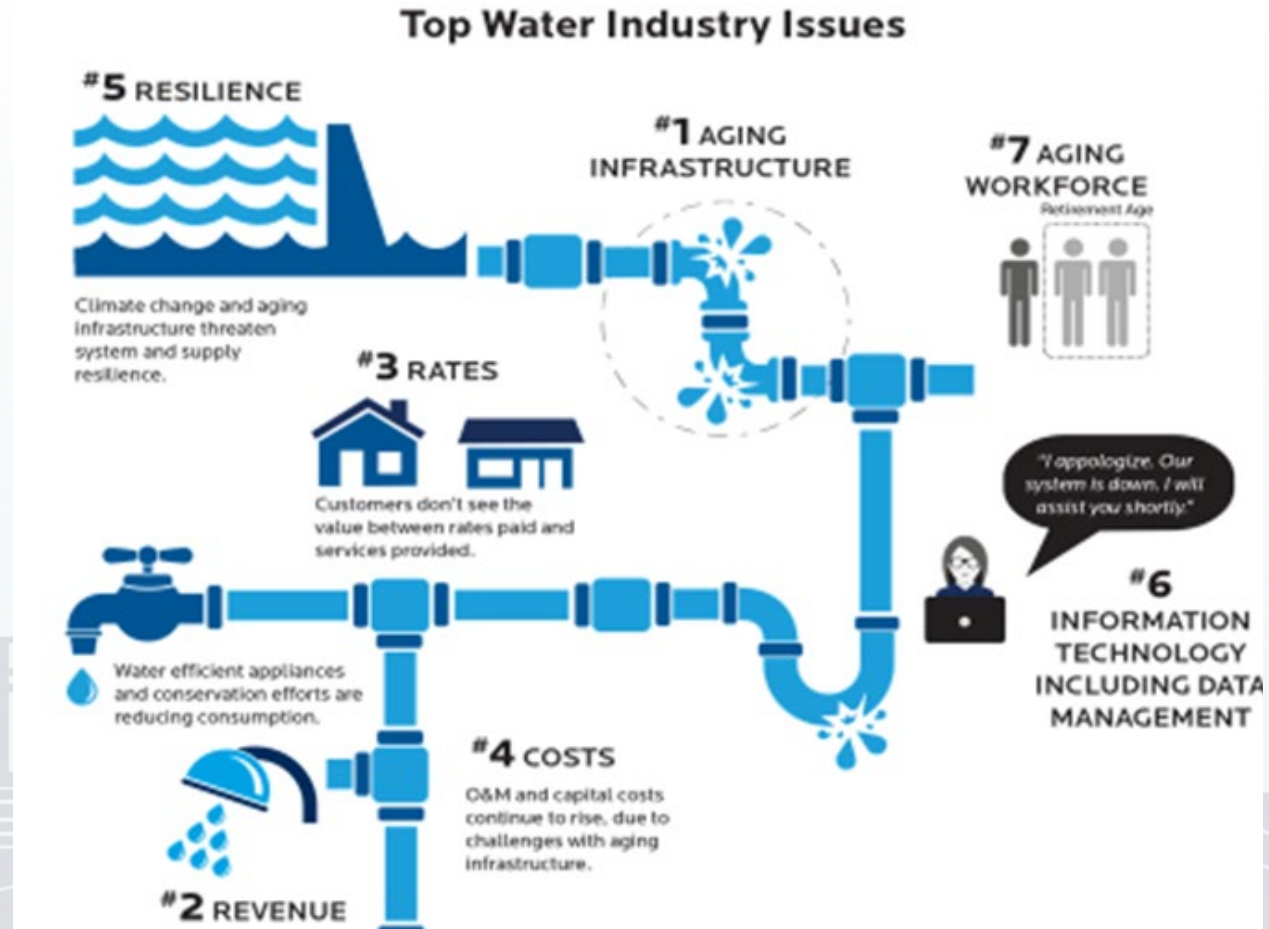 Top Water Industry Issues
#5 RESILIENCE
Climate change and aging
infrastructure threaten
system and supply
resilience.
#1 AGING
INFRASTRUCTURE
#7 AGING
WORKFORCE
Retirement Age
#3 RATES
Customers don't see the
value between rates paid and
services provided.
"I appologize. Our
system is down. I will
assist you shortly."
#6
INFORMATION
TECHNOLOGY
INCLUDING DATA
MANAGEMENT
Water efficient appliances
and conservation efforts are
reducing consumption.
#4 COSTS
O&M and capital costs
continue to rise, due to
challenges with aging
infrastructure.
#2 REVENUE